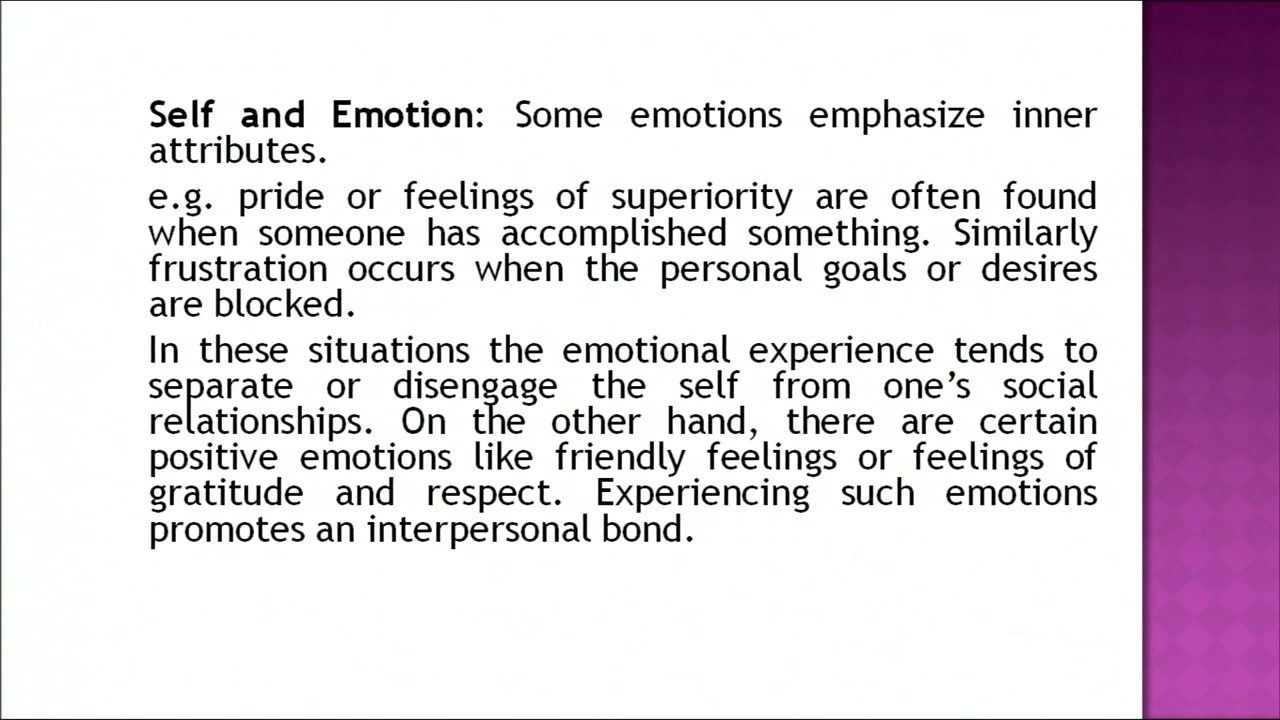 Self and Emotion: Some emotions emphasize inner
attributes.
e.g. pride or feelings of superiority are often found
when someone has accomplished something. Similarly
frustration occurs when the personal goals or desires
are blocked.
In these situations the emotional experience tends to
separate or disengage the self from one’s social
relationships. On the other hand, there are certain
positive emotions like friendly feelings or feelings of
gratitude and respect. Experiencing such emotions
promotes an interpersonal bond.